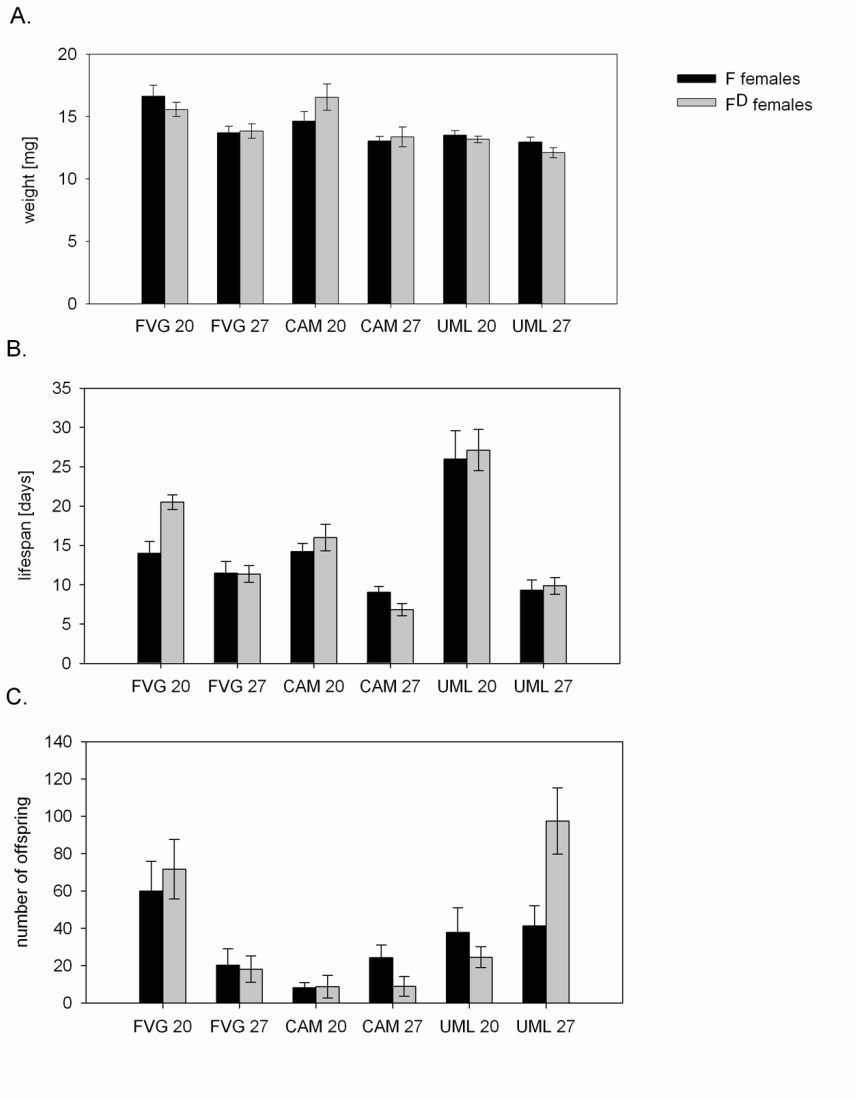 A.
20
15
10
5
0
weight [mg]
FVG 20 FVG 27 CAM 20 CAM 27 UML 20 UML 27
F females
F^D females
B.
35
30
25
20
15
10
5
0
lifespan [days]
FVG 20 FVG 27 CAM 20 CAM 27 UML 20 UML 27
C.
140
120
100
80
60
40
20
0
number of offspring
FVG 20 FVG 27 CAM 20 CAM 27 UML 20 UML 27